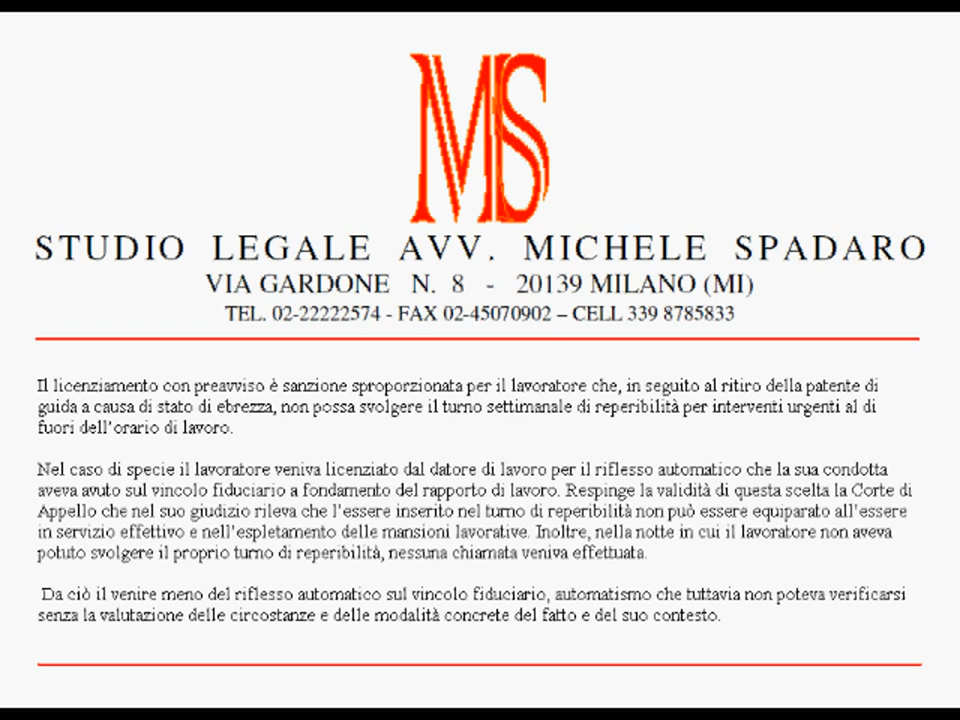 MS
STUDIO LEGALE AVV. MICHELE SPADARO
VIA GARDONE N. 8 - 20139 MILANO (MI)
TEL. 02-22222574 - FAX 02-45070902 – CELL 339 8785833
Il licenziamento con preavviso è sanzione sproporzionata per il lavoratore che, in seguito al ritiro della patente di
guida a causa di stato di ebrezza, non possa svolgere il turno settimanale di reperibilità per interventi urgenti al di
fuori dell'orario di lavoro.
Nel caso di specie il lavoratore veniva licenziato dal datore di lavoro per il riflesso automatico che la sua condotta
aveva avuto sul vincolo fiduciario a fondamento del rapporto di lavoro. Respinge la validità di questa scelta la Corte di
Appello che nel suo giudizio rileva che l'essere inserito nel turno di reperibilità non può essere equiparato all'essere
in servizio effettivo e nell'espletamento delle mansioni lavorative. Inoltre, nella notte in cui il lavoratore non aveva
potuto svolgere il proprio turno di reperibilità, nessuna chiamata veniva effettuata.
Da ciò il venire meno del riflesso automatico sul vincolo fiduciario, automatismo che tuttavia non poteva verificarsi
senza la valutazione delle circostanze e delle modalità concrete del fatto e del suo contesto.